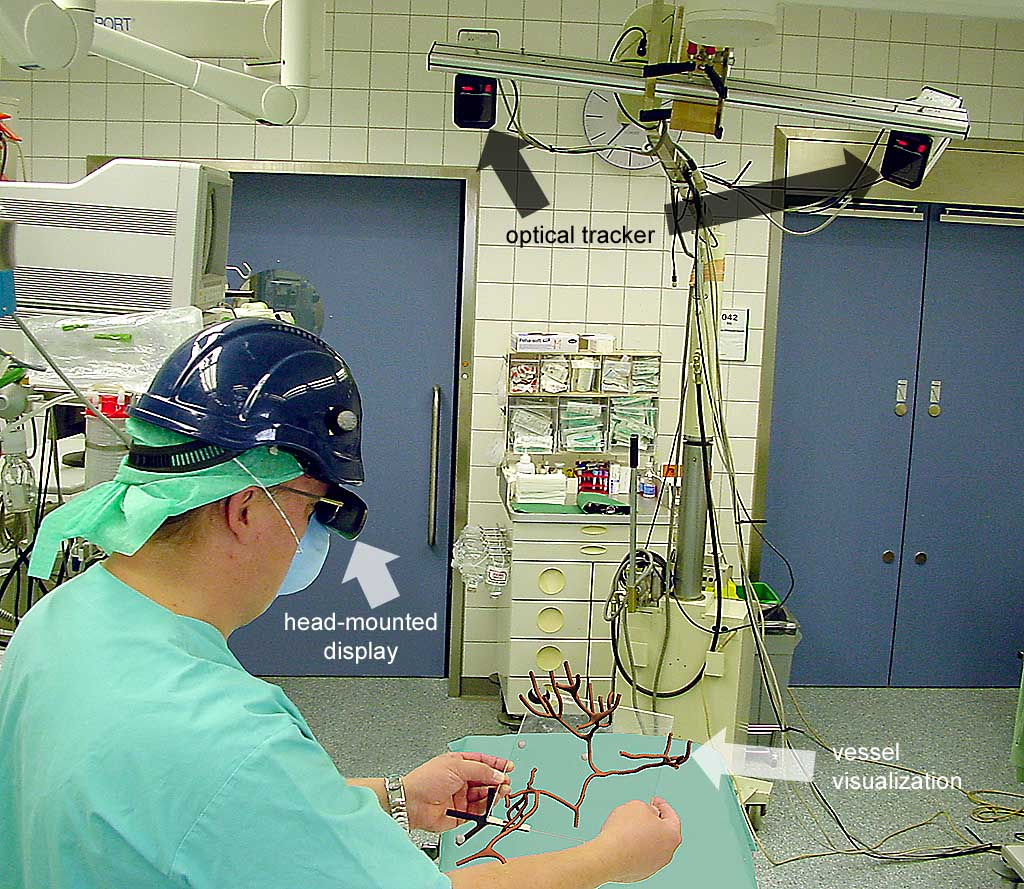 PORT
optical tracker
042
head-mounted
display
vessel
visualization